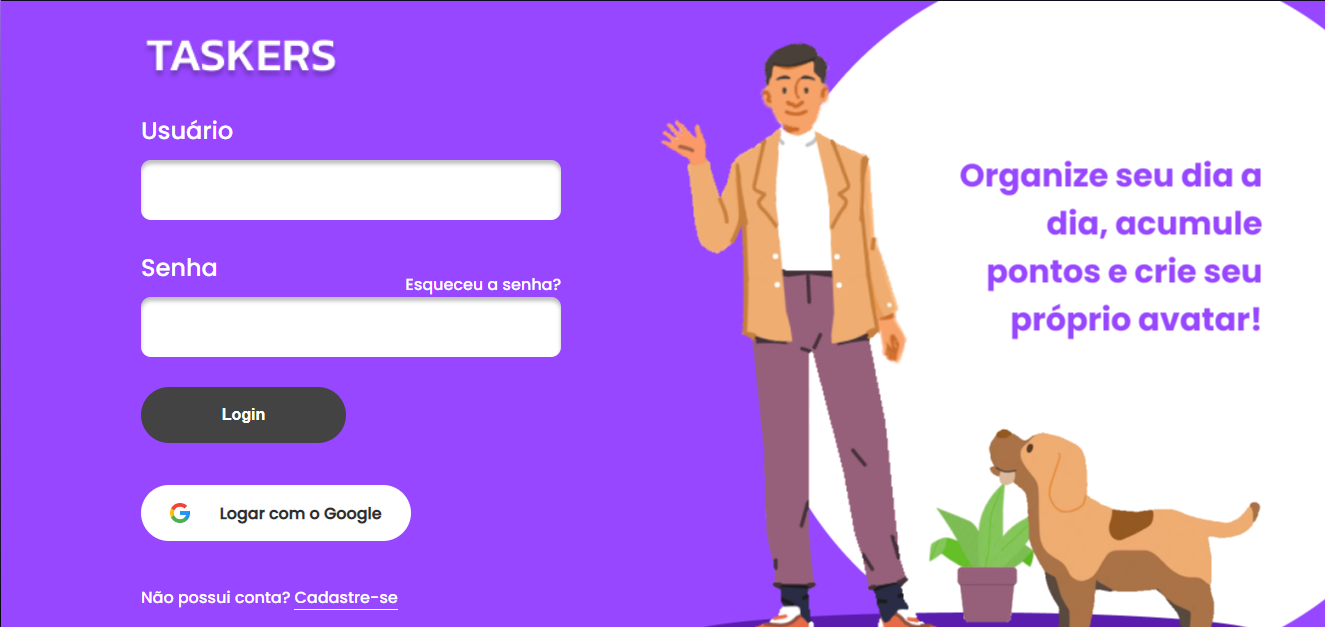 TASKERS
Usuário
Senha
Esqueceu a senha?
Login
Logar com o Google
Não possui conta? Cadastre-se
Organize seu dia a
dia, acumule
pontos e crie seu
próprio avatar!